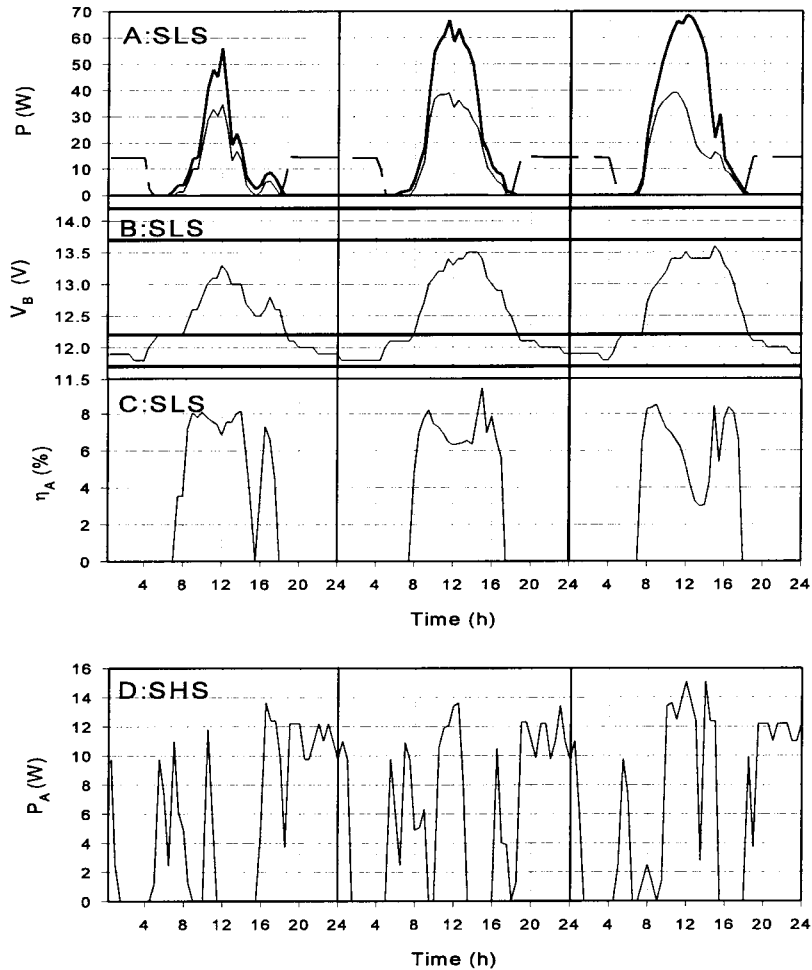 A:SLS
P (W)
70
60
50
40
30
20
10
0
B:SLS
V_B (V)
14.0
13.5
13.0
12.5
12.0
11.5
C:SLS
η_A (%)
8
6
4
2
0
4 8 12 16 20 24 4 8 12 16 20 24 4 8 12 16 20 24
Time (h)
D:SHS
P_A (W)
16
14
12
10
8
6
4
2
0
4 8 12 16 20 24 4 8 12 16 20 24 4 8 12 16 20 24
Time (h)